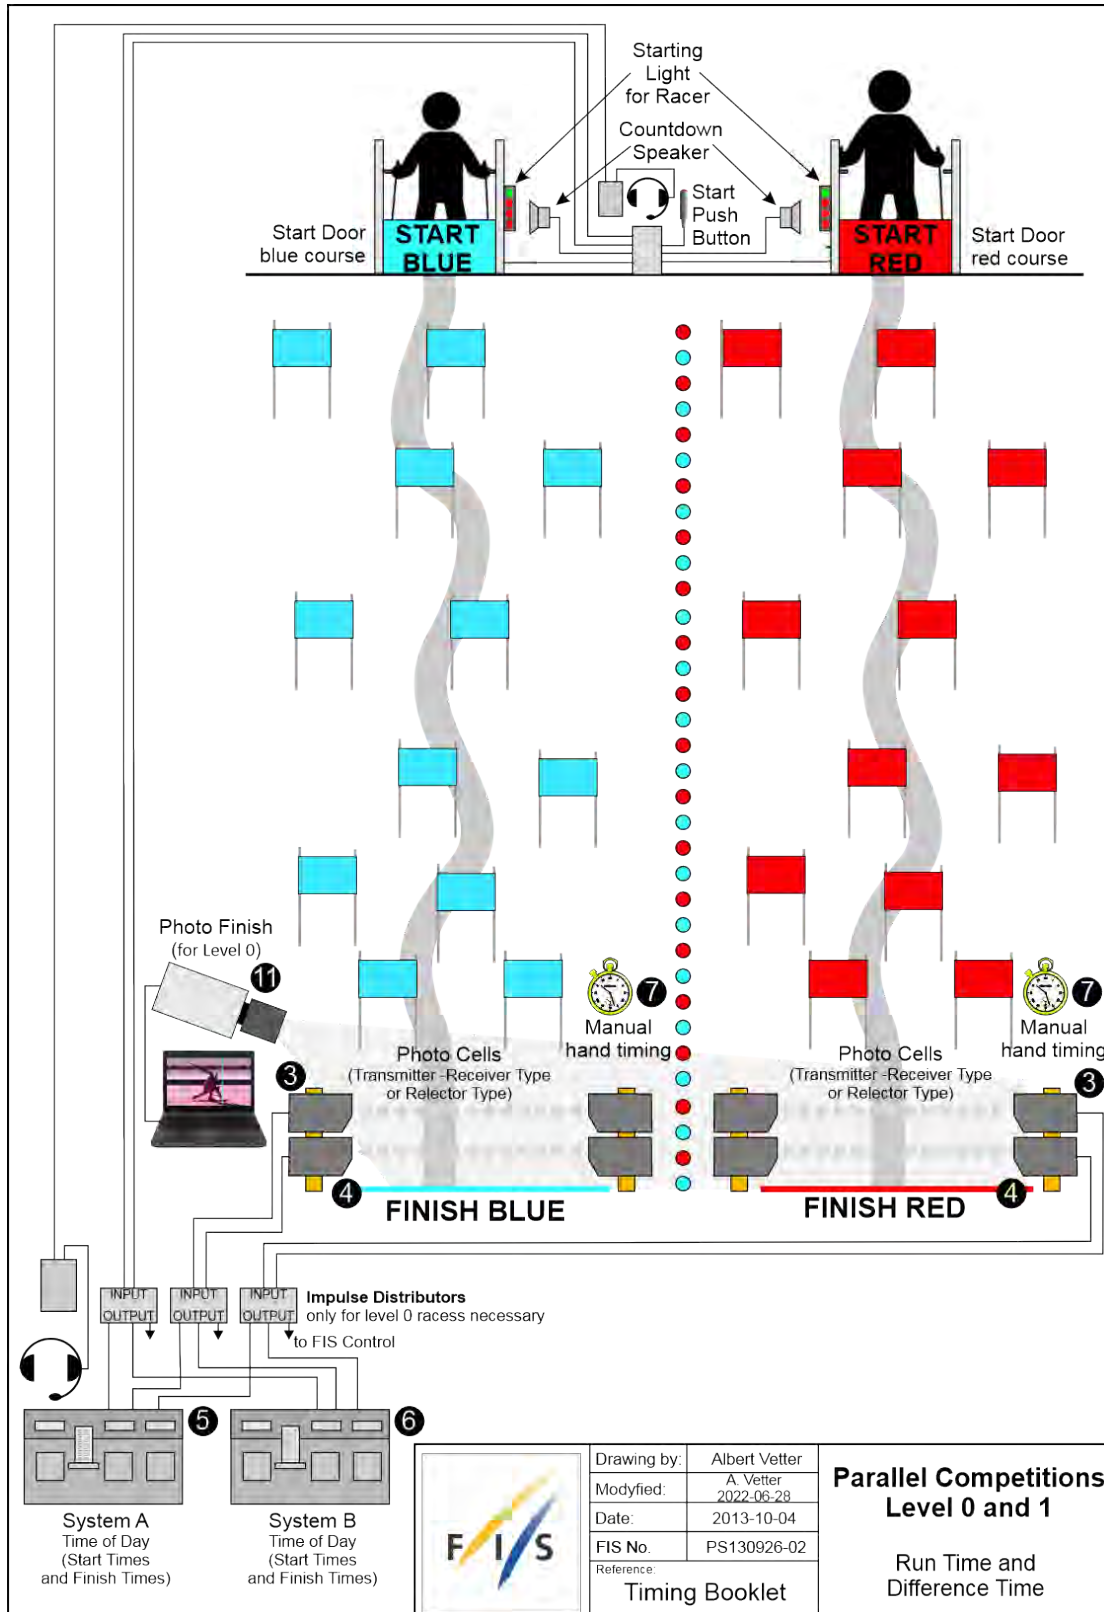 Starting
Light
for Racer
Countdown
Speaker
Start
Push
Button
Start Door
blue course
START
BLUE
START
RED
Start Door
red course
Photo Finish
(for Level 0)
11
7
Manual
hand timing
7
Manual
hand timing
3
Photo Cells
(Transmitter -Receiver Type
or Relector Type)
Photo Cells
(Transmitter -Receiver Type
or Relector Type)
3
4
FINISH BLUE
FINISH RED
4
INPUT
OUTPUT
INPUT
OUTPUT
INPUT
OUTPUT
Impulse Distributors
only for level 0 racess necessary
to FIS Control
5
6
System A
Time of Day
(Start Times
and Finish Times)
System B
Time of Day
(Start Times
and Finish Times)
FIS
Drawing by: Albert Vetter
Modyfied: A. Vetter
2022-06-28
Date: 2013-10-04
FIS No. PS130926-02
Reference:
Timing Booklet
Parallel Competitions
Level 0 and 1
Run Time and
Difference Time